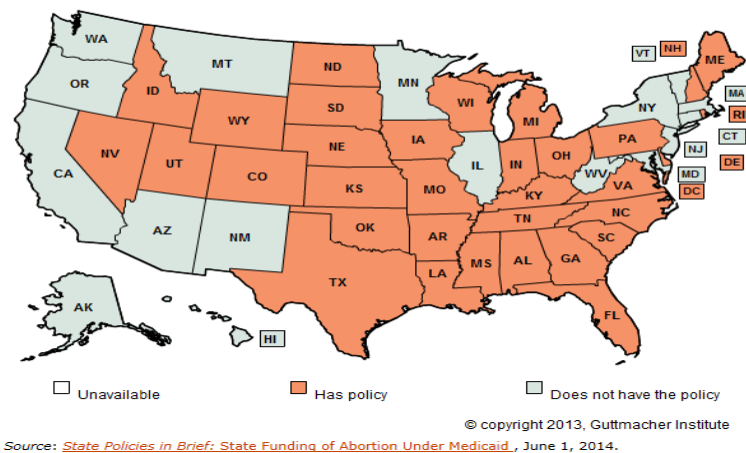 WA
MT
ND
MN
VT
NH
ME
OR
ID
SD
WI
MI
NY
MA
RI
WY
CT
NV
NE
IA
PA
NJ
DE
UT
IL
IN
OH
CA
CO
WV
MD
KS
MO
KY
VA
DC
AZ
NM
OK
TN
NC
AR
SC
TX
LA
MS
AL
GA
AK
HI
FL
Unavailable
Has policy
Does not have the policy
© copyright 2013, Guttmacher Institute
Source: State Policies in Brief: State Funding of Abortion Under Medicaid , June 1, 2014.